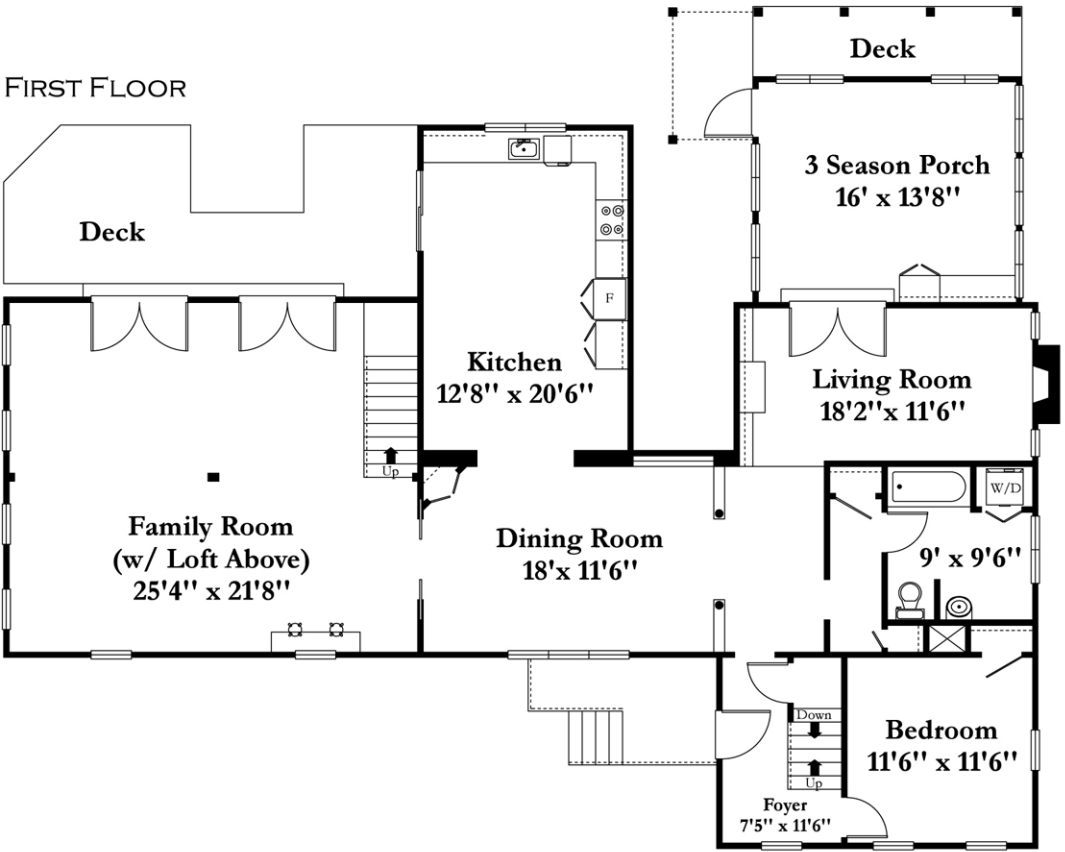 FIRST FLOOR
Deck
3 Season Porch
16' x 13'8"
Deck
F
Kitchen
12'8" x 20'6"
Living Room
18'2"x 11'6"
Up
W/D
Family Room
(w/ Loft Above)
25'4" x 21'8"
Dining Room
18'x 11'6"
9' x 9'6"
Down
Up
Bedroom
11'6" x 11'6"
Foyer
7'5" x 11'6"